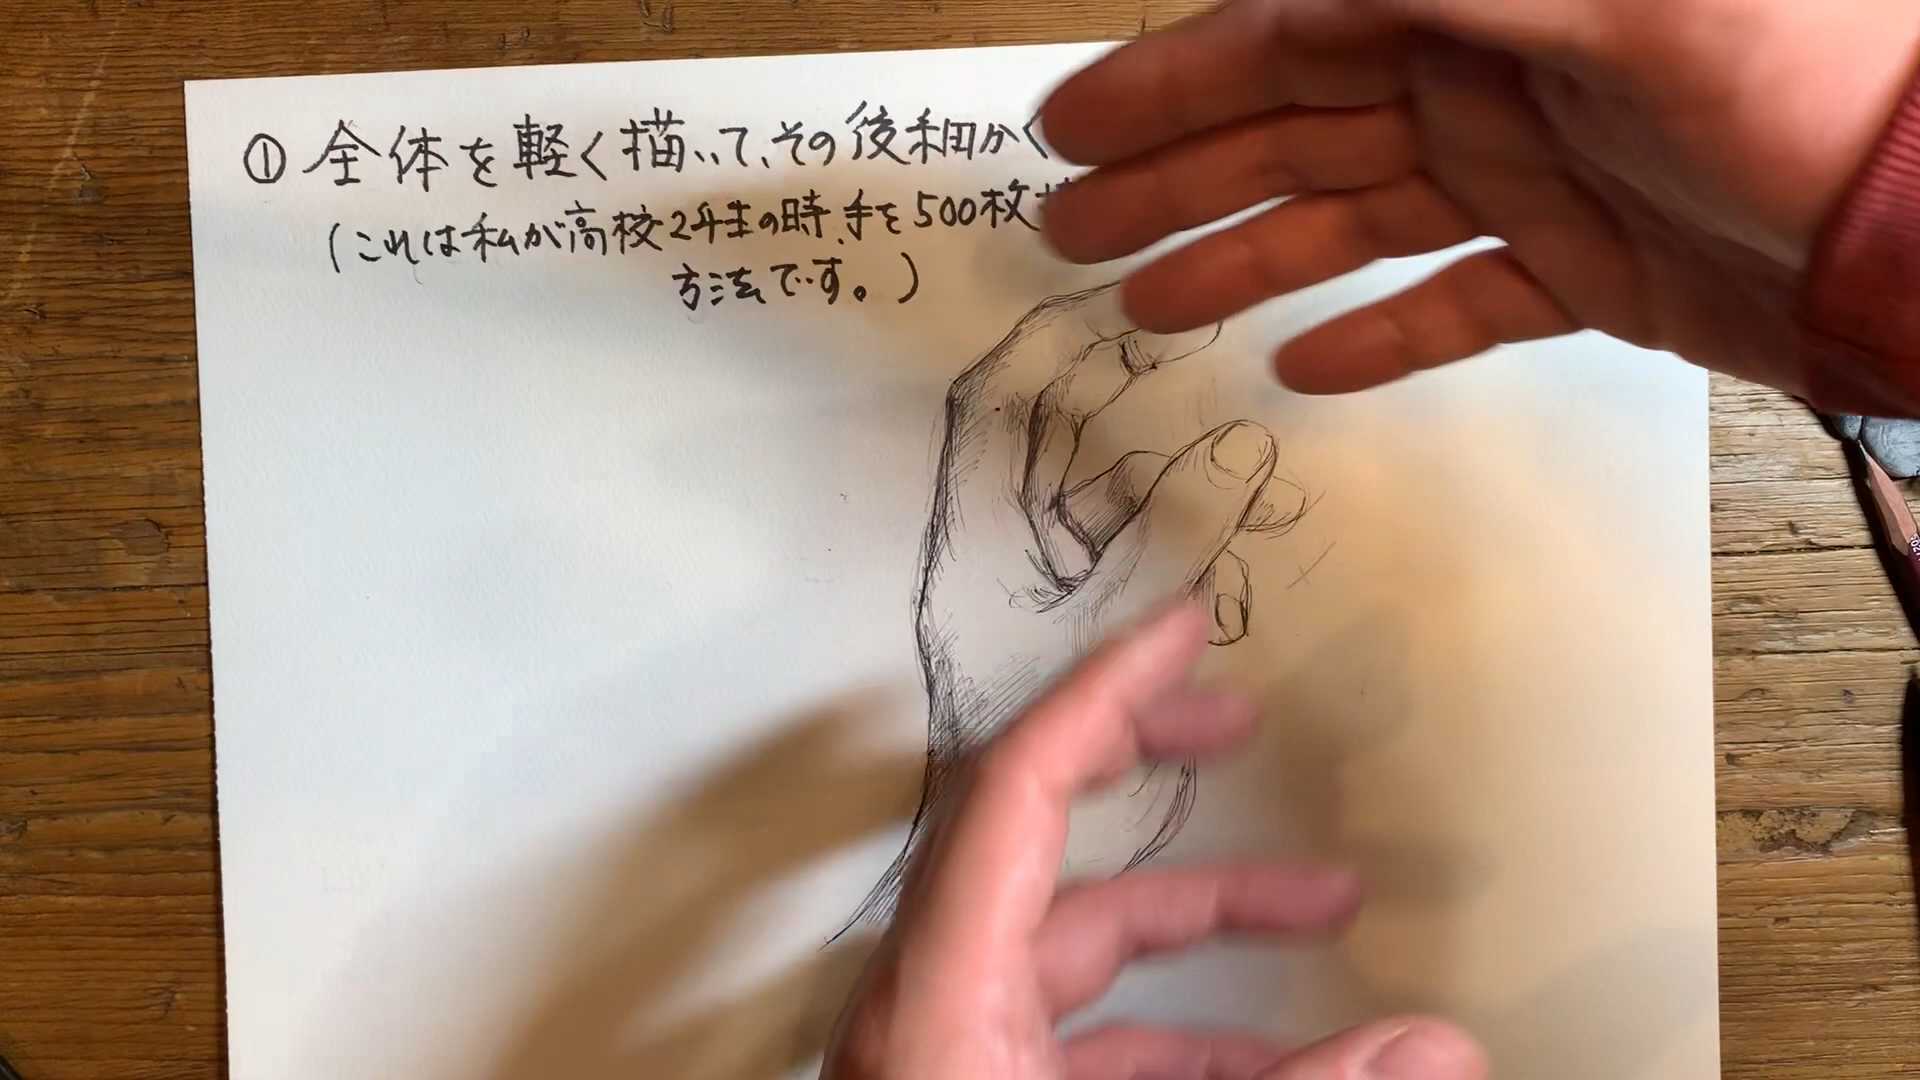 ① 全体を軽く描いて、その後細かく
(これは私が高校2年生の時、手を500枚
方法です。)